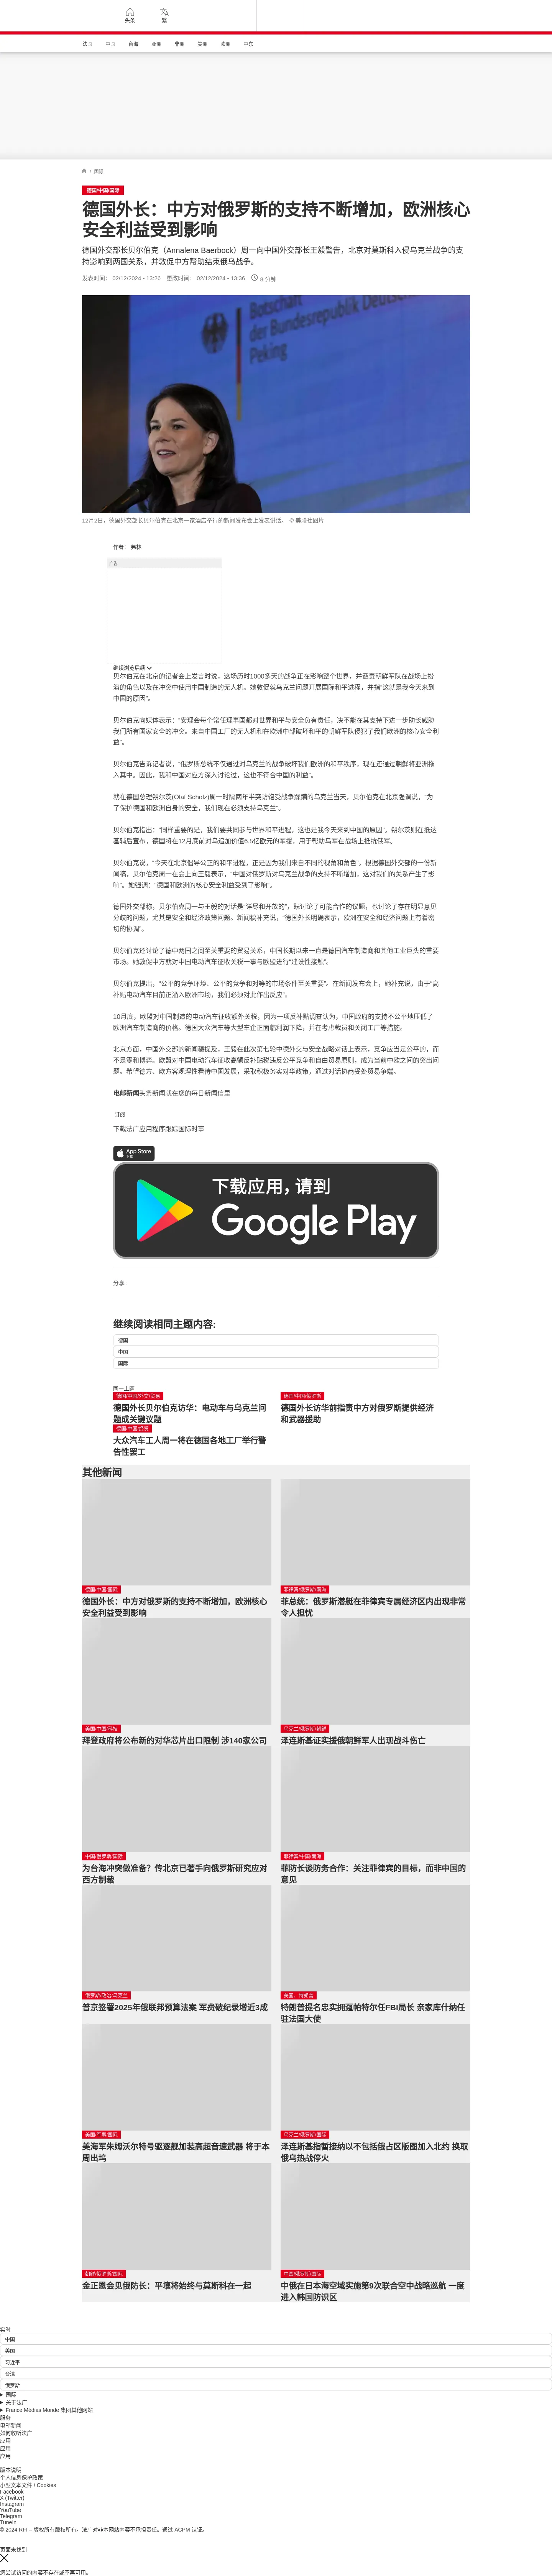 头条
繁
法国
中国
台海
亚洲
非洲
美洲
欧洲
中东
/ 国际
德国/中国/国际
德国外长：中方对俄罗斯的支持不断增加，欧洲核心
安全利益受到影响
德国外交部长贝尔伯克（Annalena Baerbock）周一向中国外交部长王毅警告，北京对莫斯科入侵乌克兰战争的支
持影响到两国关系，并敦促中方帮助结束俄乌战争。
发表时间： 02/12/2024 - 13:26 更改时间： 02/12/2024 - 13:36 8 分钟
Botschaft
der Bundesrepublik Deutsch
12月2日，德国外交部长贝尔伯克在北京一家酒店举行的新闻发布会上发表讲话。 © 美联社图片
作者： 弗林
广告
继续浏览后续
贝尔伯克在北京的记者会上发言时说，这场历时1000多天的战争正在影响整个世界，并谴责朝鲜军队在战场上扮
演的角色以及在冲突中使用中国制造的无人机。她敦促就乌克兰问题开展国际和平进程，并指“这就是我今天来到
中国的原因”。
贝尔伯克向媒体表示：“安理会每个常任理事国都对世界和平与安全负有责任，决不能在其支持下进一步助长威胁
我们所有国家安全的冲突。来自中国工厂的无人机和在欧洲中部破坏和平的朝鲜军队侵犯了我们欧洲的核心安全利
益”。
贝尔伯克告诉记者说，“俄罗斯总统不仅通过对乌克兰的战争破坏我们欧洲的和平秩序，现在还通过朝鲜将亚洲拖
入其中。因此，我和中国对应方深入讨论过，这也不符合中国的利益”。
就在德国总理朔尔茨(Olaf Scholz)周一时隔两年半突访饱受战争蹂躏的乌克兰当天，贝尔伯克在北京强调说，“为
了保护德国和欧洲自身的安全，我们现在必须支持乌克兰”。
贝尔伯克指出：“同样重要的是，我们要共同参与世界和平进程，这也是我今天来到中国的原因”。朔尔茨则在抵达
基辅后宣布，德国将在12月底前对乌追加价值6.5亿欧元的军援，用于帮助乌军在战场上抵抗俄军。
贝尔伯克说，“今天在北京倡导公正的和平进程，正是因为我们来自不同的视角和角色”。根据德国外交部的一份新
闻稿，贝尔伯克周一在会上向王毅表示，“中国对俄罗斯对乌克兰战争的支持不断增加，这对我们的关系产生了影
响”。她强调：“德国和欧洲的核心安全利益受到了影响”。
德国外交部称，贝尔伯克周一与王毅的对话是“详尽和开放的”，既讨论了可能合作的议题，也讨论了存在明显意见
分歧的问题，尤其是安全和经济政策问题。新闻稿补充说，“德国外长明确表示，欧洲在安全和经济问题上有着密
切的协调”。
贝尔伯克还讨论了德中两国之间至关重要的贸易关系，中国长期以来一直是德国汽车制造商和其他工业巨头的重要
市场。她敦促中方就对中国电动汽车征收关税一事与欧盟进行“建设性接触”。
贝尔伯克提出，“公平的竞争环境、公平的竞争和对等的市场条件至关重要”。在新闻发布会上，她补充说，由于“高
补贴电动汽车目前正涌入欧洲市场，我们必须对此作出反应”。
10月底，欧盟对中国制造的电动汽车征收额外关税，因为一项反补贴调查认为，中国政府的支持不公平地压低了
欧洲汽车制造商的价格。德国大众汽车等大型车企正面临利润下降，并在考虑裁员和关闭工厂等措施。
北京方面，中国外交部的新闻稿提及，王毅在此次第七轮中德外交与安全战略对话上表示，竞争应当是公平的，而
不是零和博弈。欧盟对中国电动汽车征收高额反补贴税违反公平竞争和自由贸易原则，成为当前中欧之间的突出问
题。希望德方、欧方客观理性看待中国发展，采取积极务实对华政策，通过对话协商妥处贸易争端。
电邮新闻头条新闻就在您的每日新闻信里
订阅
下载法广应用程序跟踪国际时事
App Store
下载
下载应用，请到
Google Play
分享 :
继续阅读相同主题内容:
德国
中国
国际
同一主题
德国/中国/外交/贸易
德国外长贝尔伯克访华：电动车与乌克兰问
题成关键议题
德国/中国/俄罗斯
德国外长访华前指责中方对俄罗斯提供经济
和武器援助
德国/中国/经贸
大众汽车工人周一将在德国各地工厂举行警
告性罢工
其他新闻
德国/中国/国际
德国外长：中方对俄罗斯的支持不断增加，欧洲核心
安全利益受到影响
菲律宾/俄罗斯/南海
菲总统：俄罗斯潜艇在菲律宾专属经济区内出现非常
令人担忧
美国/中国/科技
拜登政府将公布新的对华芯片出口限制 涉140家公司
乌克兰/俄罗斯/朝鲜
泽连斯基证实援俄朝鲜军人出现战斗伤亡
中国/俄罗斯/国际
为台海冲突做准备？传北京已著手向俄罗斯研究应对
西方制裁
菲律宾/中国/南海
菲防长谈防务合作：关注菲律宾的目标，而非中国的
意见
俄罗斯/政治/乌克兰
普京签署2025年俄联邦预算法案 军费破纪录增近3成
美国、特朗普
特朗普提名忠实拥趸帕特尔任FBI局长 亲家库什纳任
驻法国大使
美国/军事/国际
美海军朱姆沃尔特号驱逐舰加装高超音速武器 将于本
周出坞
乌克兰/俄罗斯/国际
泽连斯基指暂接纳以不包括俄占区版图加入北约 换取
俄乌热战停火
朝鲜/俄罗斯/国际
金正恩会见俄防长：平壤将始终与莫斯科在一起
中国/俄罗斯/国际
中俄在日本海空域实施第9次联合空中战略巡航 一度
进入韩国防识区
实时
中国
美国
习近平
台湾
俄罗斯
国际
关于法广
France Médias Monde 集团其他网站
服务
电邮新闻
如何收听法广
应用
应用
应用
版本说明
个人信息保护政策
小型文本文件 / Cookies
Facebook
X (Twitter)
Instagram
YouTube
Telegram
TuneIn
© 2024 RFI – 版权所有版权所有。法广对非本网站内容不承担责任。通过 ACPM 认证。
页面未找到
您尝试访问的内容不存在或不再可用。